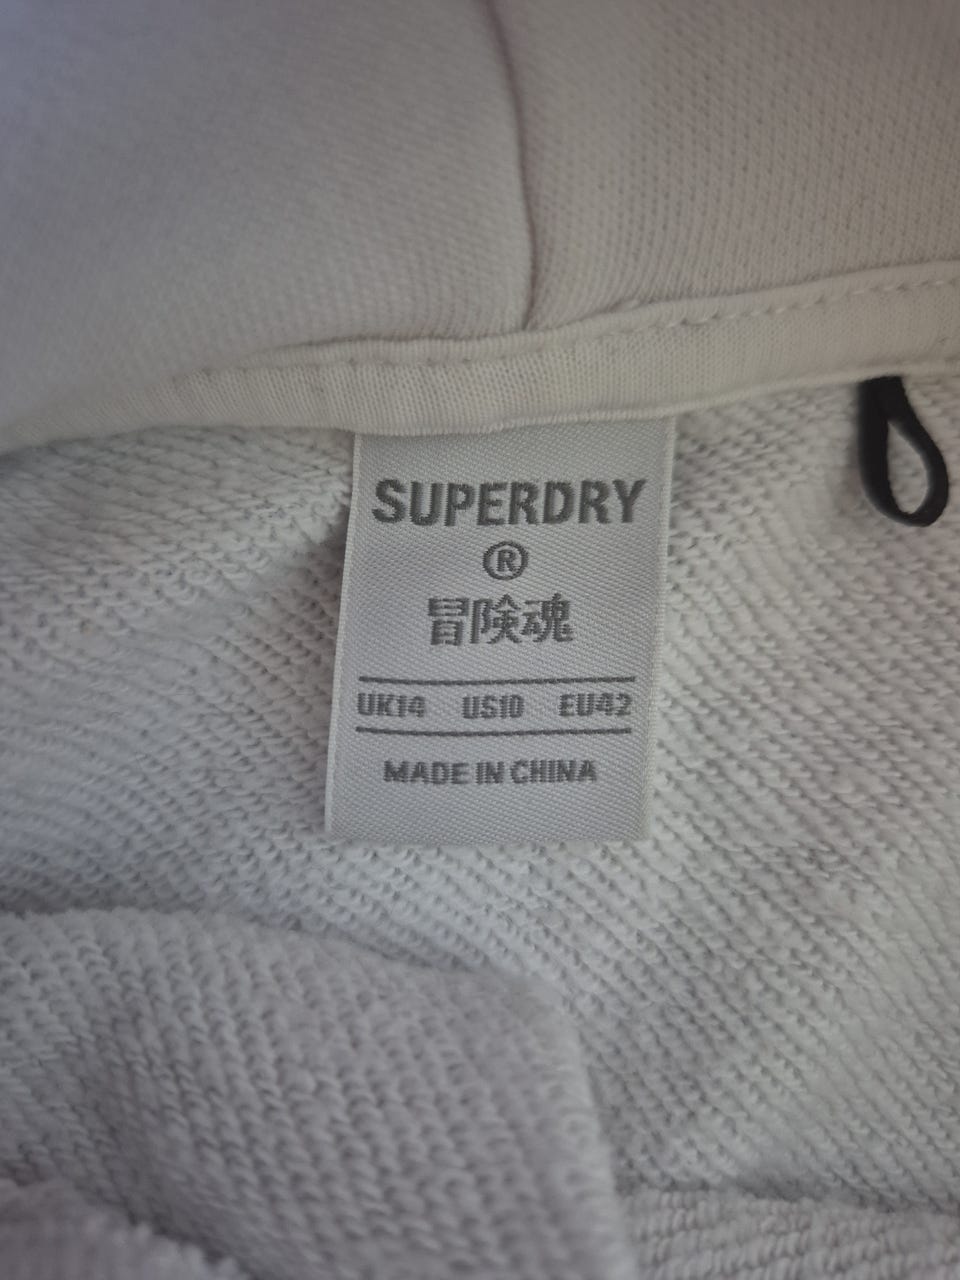 SUPERDRY
®
冒険魂
UK14 US10 EU42
MADE IN CHINA